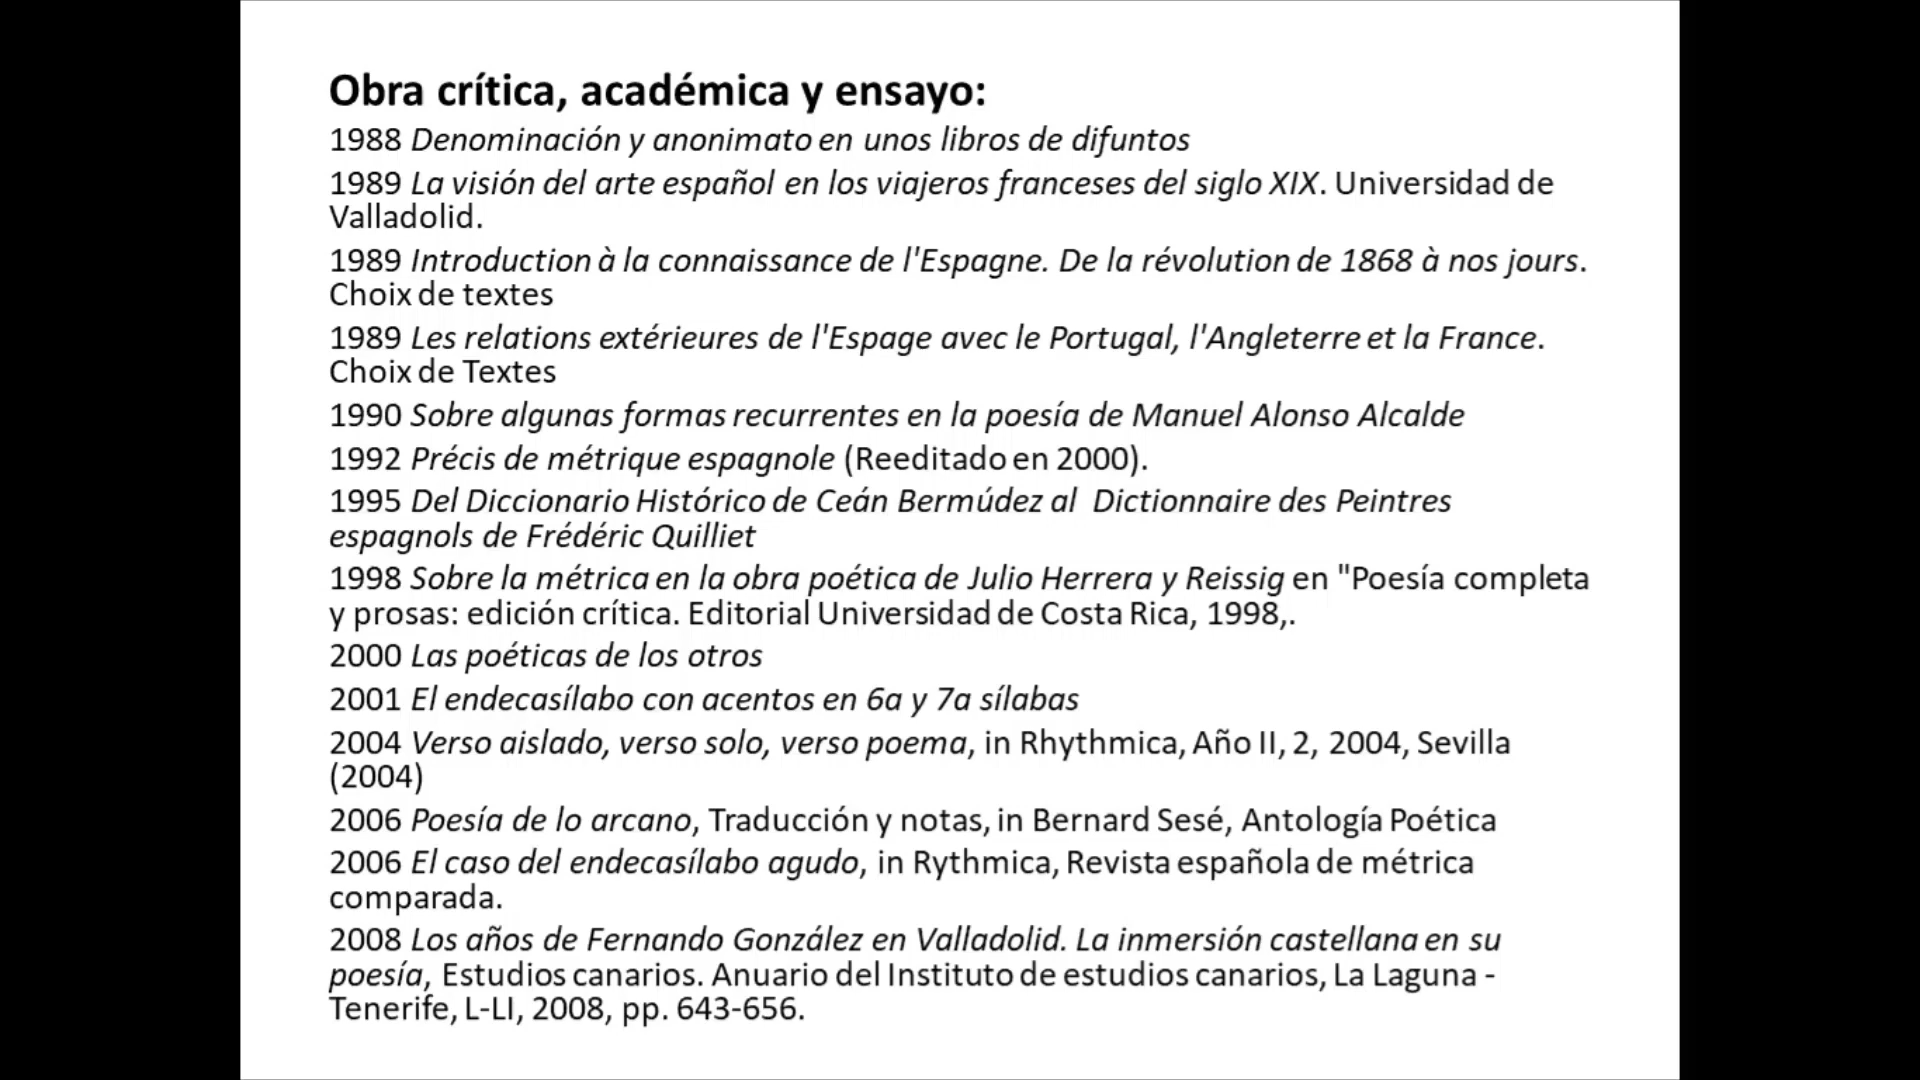 Obra crítica, académica y ensayo:
1988 Denominación y anonimato en unos libros de difuntos
1989 La visión del arte español en los viajeros franceses del siglo XIX. Universidad de
Valladolid.
1989 Introduction à la connaissance de l'Espagne. De la révolution de 1868 à nos jours.
Choix de textes
1989 Les relations extérieures de l'Espage avec le Portugal, l'Angleterre et la France.
Choix de Textes
1990 Sobre algunas formas recurrentes en la poesía de Manuel Alonso Alcalde
1992 Précis de métrique espagnole (Reeditado en 2000).
1995 Del Diccionario Histórico de Ceán Bermúdez al Dictionnaire des Peintres
espagnols de Frédéric Quilliet
1998 Sobre la métrica en la obra poética de Julio Herrera y Reissig en "Poesía completa
y prosas: edición crítica. Editorial Universidad de Costa Rica, 1998,.
2000 Las poéticas de los otros
2001 El endecasílabo con acentos en 6a y 7a sílabas
2004 Verso aislado, verso solo, verso poema, in Rhythmica, Año II, 2, 2004, Sevilla
(2004)
2006 Poesía de lo arcano, Traducción y notas, in Bernard Sesé, Antología Poética
2006 El caso del endecasílabo agudo, in Rythmica, Revista española de métrica
comparada.
2008 Los años de Fernando González en Valladolid. La inmersión castellana en su
poesía, Estudios canarios. Anuario del Instituto de estudios canarios, La Laguna -
Tenerife, L-LI, 2008, pp. 643-656.